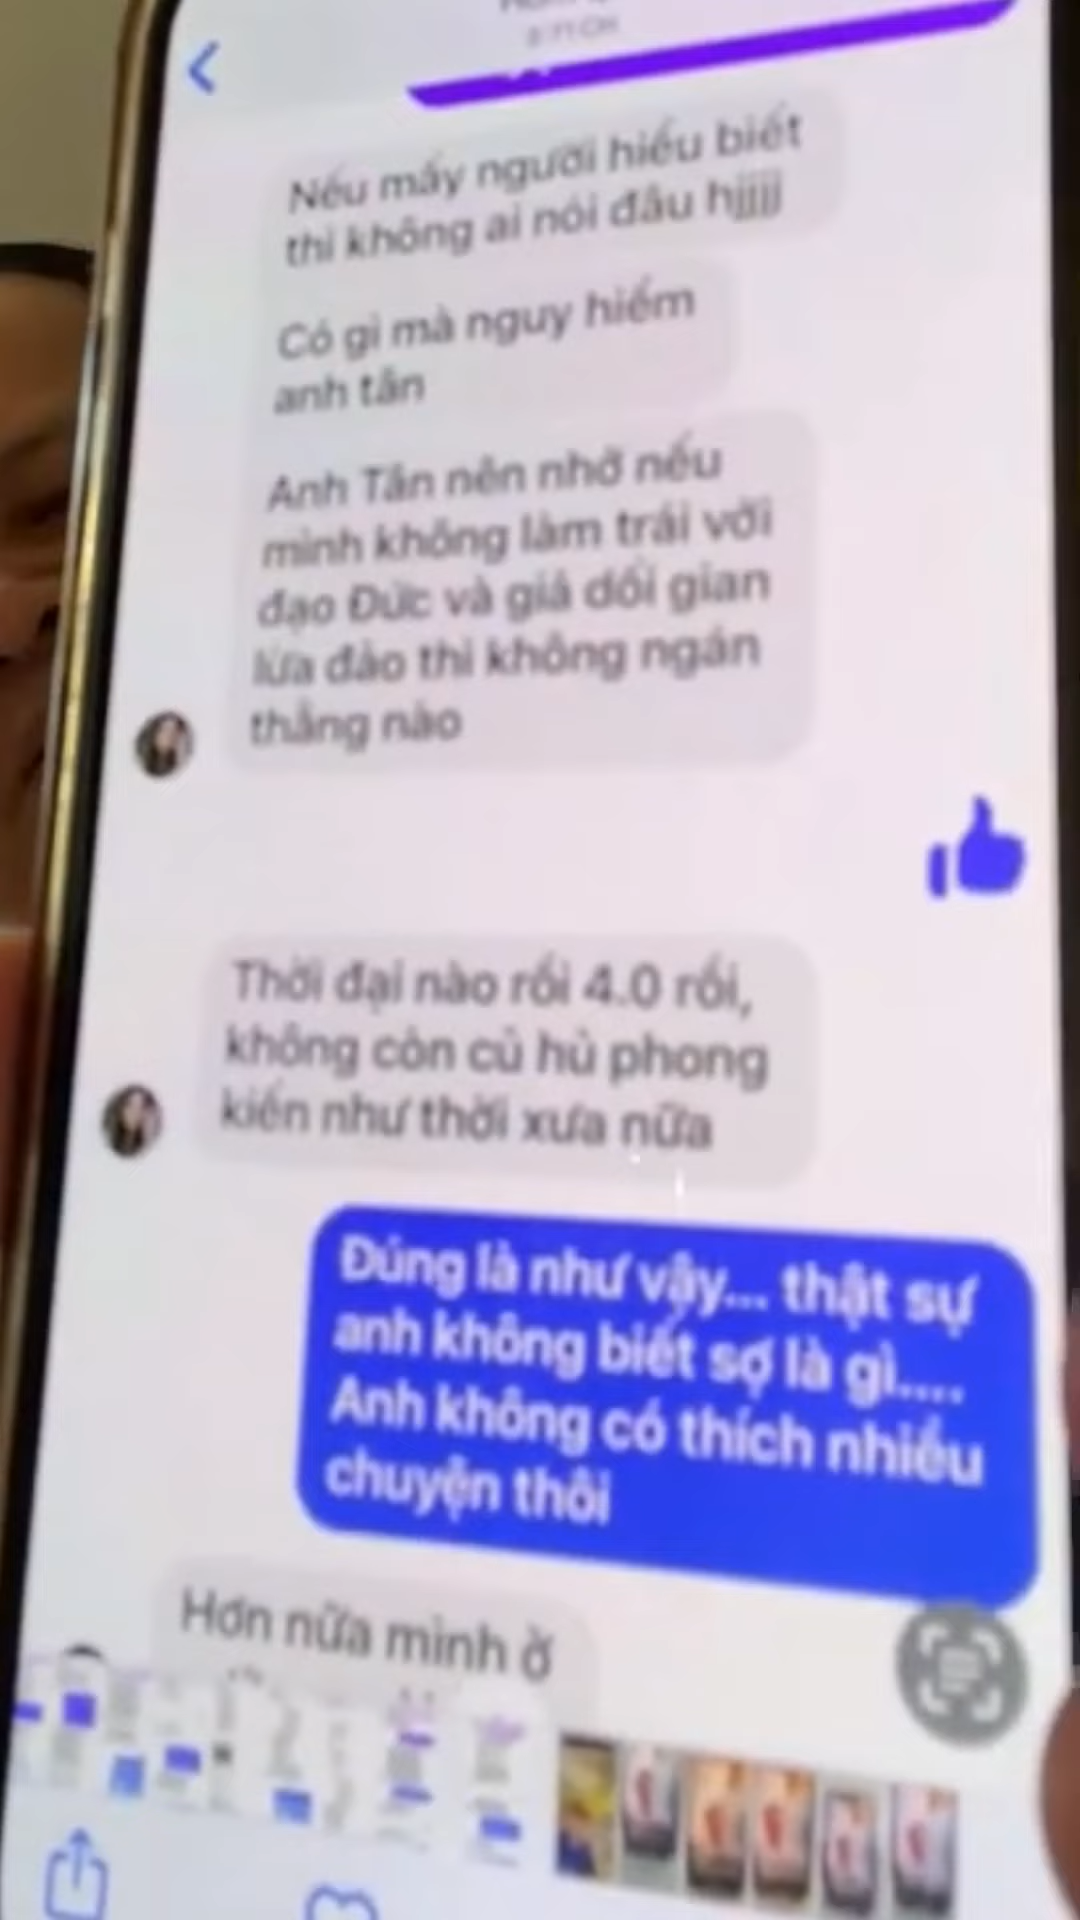 Nếu mấy người hiểu biết
thì không ai nói đâu hjjjj
Có gì mà nguy hiểm
anh tân
Anh Tân nên nhớ nếu
mình không làm trái với
đạo Đức và giả dối gian
lừa đảo thì không ngán
thằng nào
Thời đại nào rồi 4.0 rồi,
không còn củ hủ phong
kiến như thời xưa nữa
Đúng là như vậy... thật sự
anh không biết sợ là gì....
Anh không có thích nhiều
chuyện thôi
Hơn nữa mình ở